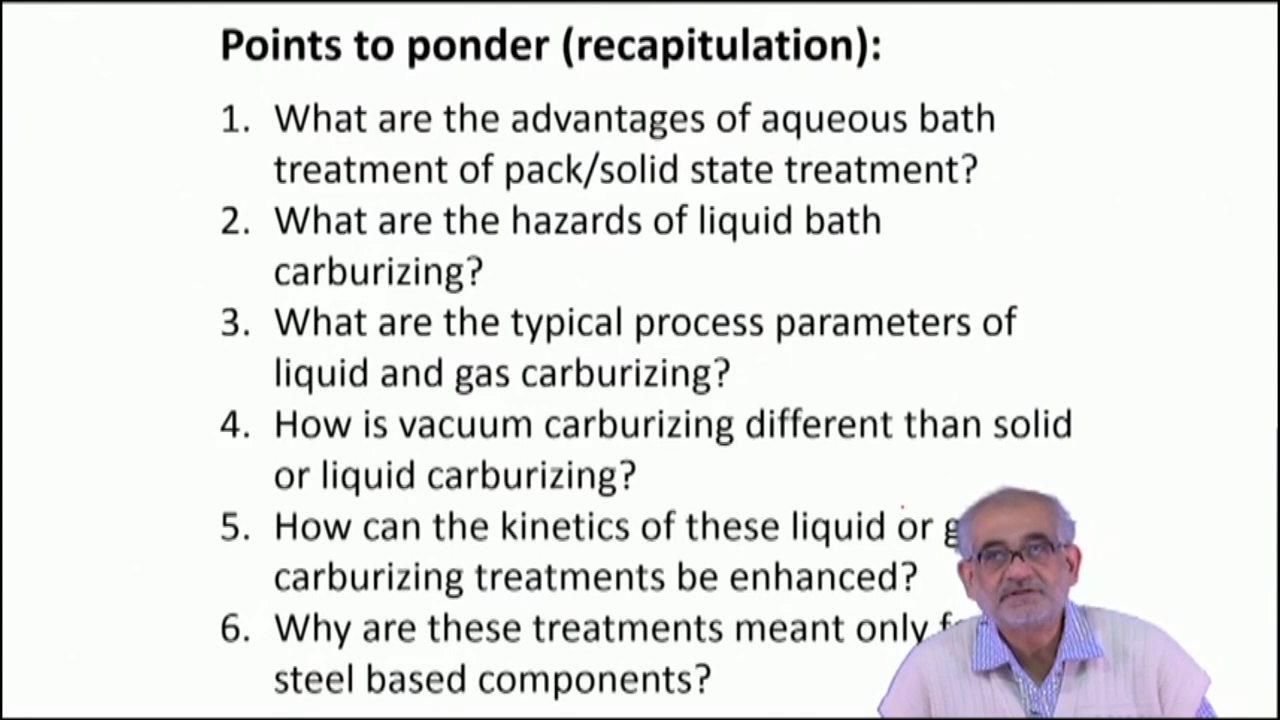 Points to ponder (recapitulation):
1. What are the advantages of aqueous bath
treatment of pack/solid state treatment?
2. What are the hazards of liquid bath
carburizing?
3. What are the typical process parameters of
liquid and gas carburizing?
4. How is vacuum carburizing different than solid
or liquid carburizing?
5. How can the kinetics of these liquid or
carburizing treatments be enhanced?
6. Why are these treatments meant only
steel based components?